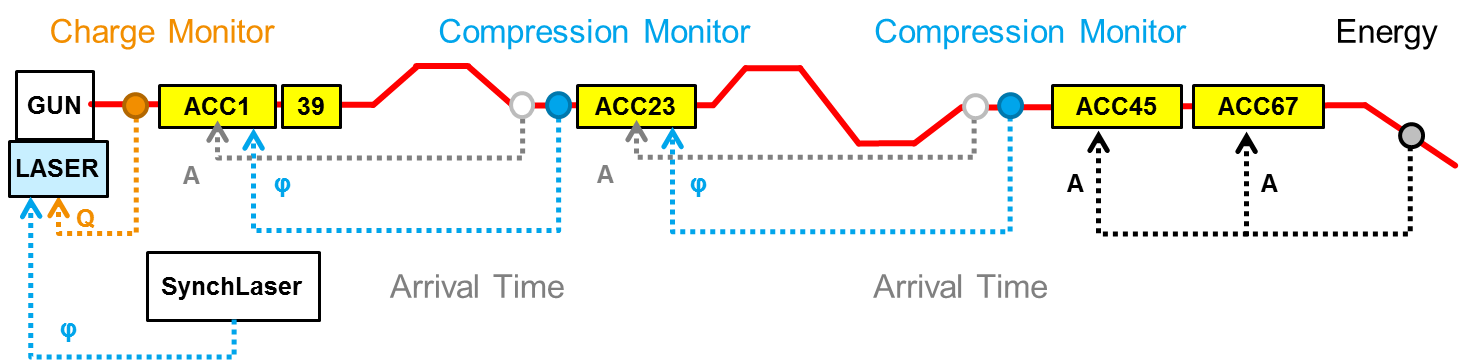 Charge Monitor
Compression Monitor
Compression Monitor
Energy
GUN
ACC1
39
ACC23
ACC45
ACC67
LASER
A
φ
A
φ
A
A
Q
SynchLaser
Arrival Time
Arrival Time
φ